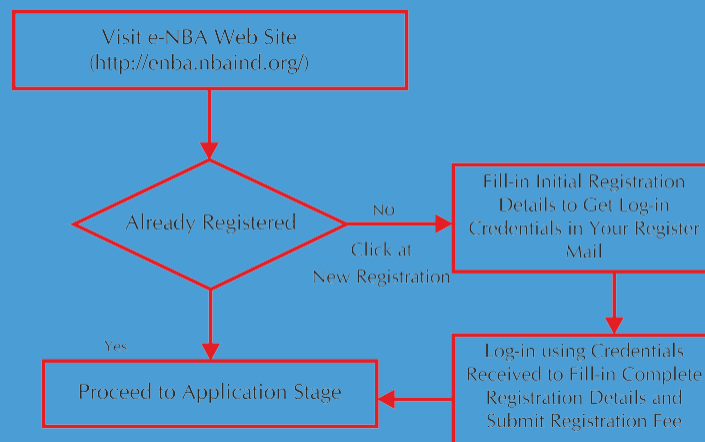 Visit e-NBA Web Site
(http://enba.nbaind.org/)
Already Registered
No
Click at
New Registration
Fill-in Initial Registration
Details to Get Log-in
Credentials in Your Register
Mail
Yes
Proceed to Application Stage
Log-in using Credentials
Received to Fill-in Complete
Registration Details and
Submit Registration Fee